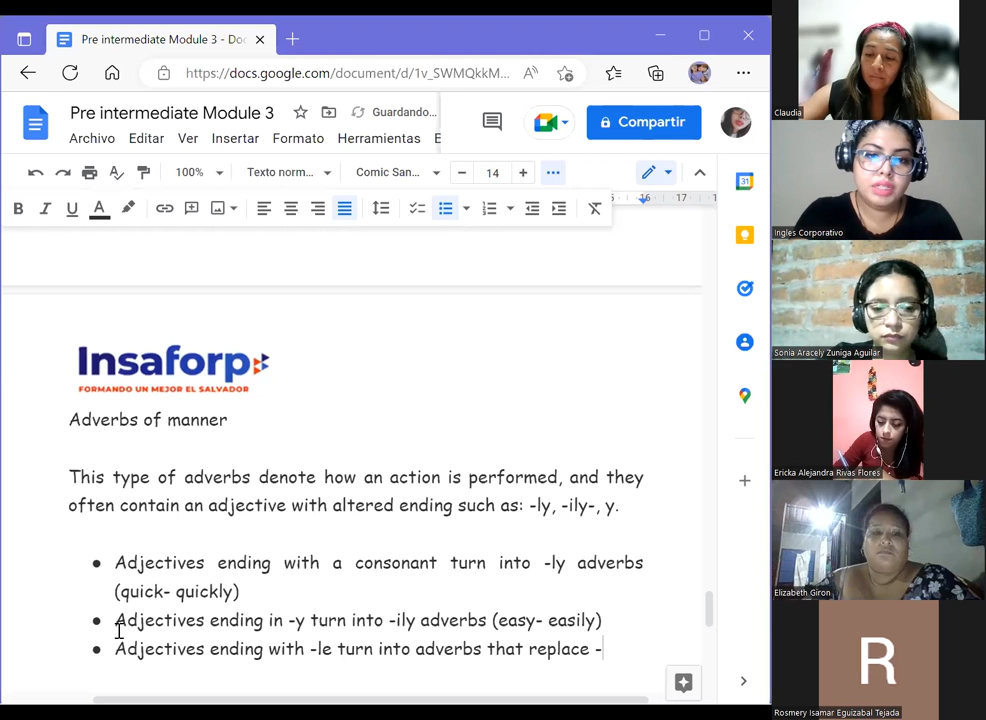 Pre intermediate Module 3 - Doc
https://docs.google.com/document/d/1v_SWMQkkM...
Pre intermediate Module 3
Guardando...
Archivo Editar Ver Insertar Formato Herramientas E
Compartir
100% Texto norma... Comic San... 14
15 16 17 1
Insaforp
FORMANDO UN MEJOR EL SALVADOR
Adverbs of manner
This type of adverbs denote how an action is performed, and they
often contain an adjective with altered ending such as: -ly, -ily-, y.
Adjectives ending with a consonant turn into -ly adverbs
(quick- quickly)
Adjectives ending in -y turn into -ily adverbs (easy- easily)
Adjectives ending with -le turn into adverbs that replace -
Claudia
Ingles Corporativo
Sonia Aracely Zuniga Aguilar
Ericka Alejandra Rivas Flores
Elizabeth Giron
R
Rosmery Isamar Eguizabal Tejada